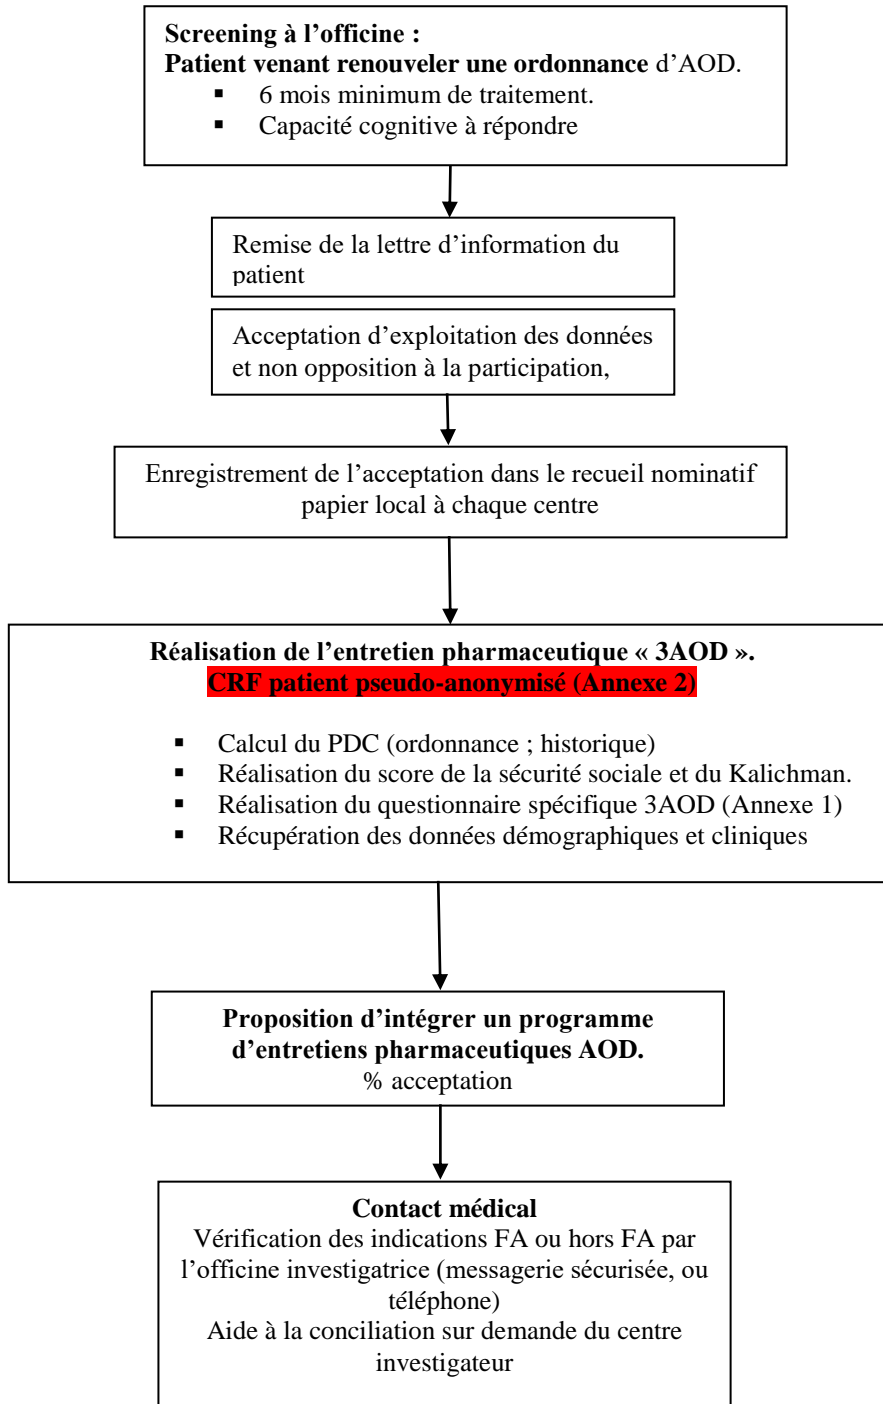 Screening à l'officine :
Patient venant renouveler une ordonnance d'AOD.
▪ 6 mois minimum de traitement.
▪ Capacité cognitive à répondre
Remise de la lettre d'information du
patient
Acceptation d'exploitation des données
et non opposition à la participation,
Enregistrement de l'acceptation dans le recueil nominatif
papier local à chaque centre
Réalisation de l'entretien pharmaceutique « 3AOD ».
CRF patient pseudo-anonymisé (Annexe 2)
▪ Calcul du PDC (ordonnance ; historique)
▪ Réalisation du score de la sécurité sociale et du Kalichman.
▪ Réalisation du questionnaire spécifique 3AOD (Annexe 1)
▪ Récupération des données démographiques et cliniques
Proposition d'intégrer un programme
d'entretiens pharmaceutiques AOD.
% acceptation
Contact médical
Vérification des indications FA ou hors FA par
l'officine investigatrice (messagerie sécurisée, ou
téléphone)
Aide à la conciliation sur demande du centre
investigateur